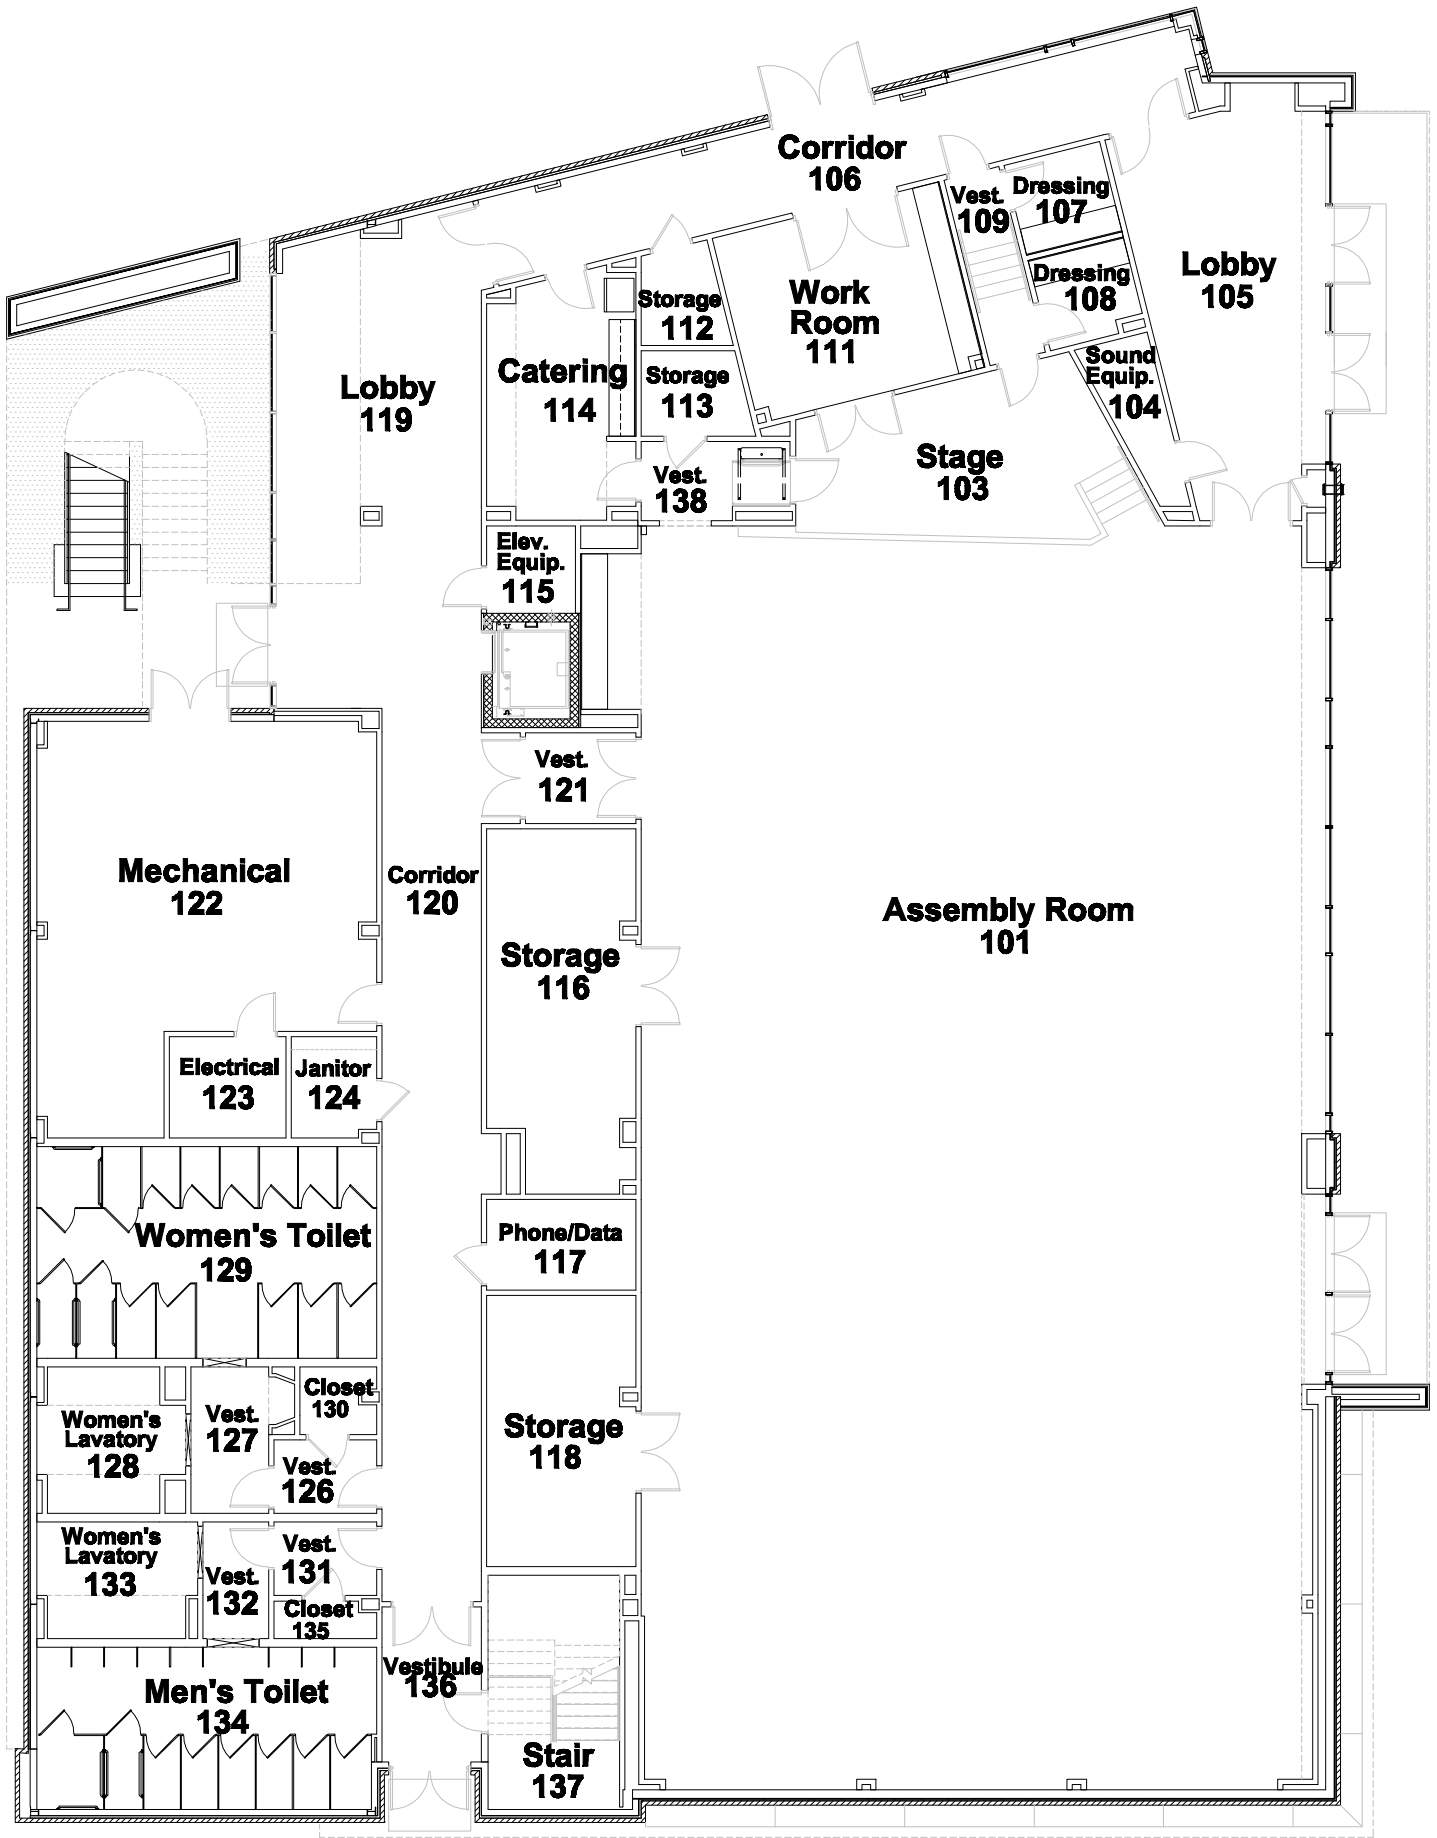 Corridor
106
Vest.
109
Dressing
107
Dressing
108
Lobby
105
Storage
112
Work
Room
111
Storage
113
Catering
114
Lobby
119
Sound
Equip.
104
Stage
103
Vest.
138
Elev.
Equip.
115
Vest.
121
Mechanical
122
Corridor
120
Assembly Room
101
Storage
116
Electrical
123
Janitor
124
Women's Toilet
129
Phone/Data
117
Closet
130
Women's
Lavatory
128
Vest.
127
Storage
118
Vest.
126
Women's
Lavatory
133
Vest.
131
Vest.
132
Closet
135
Vestibule
136
Men's Toilet
134
Stair
137